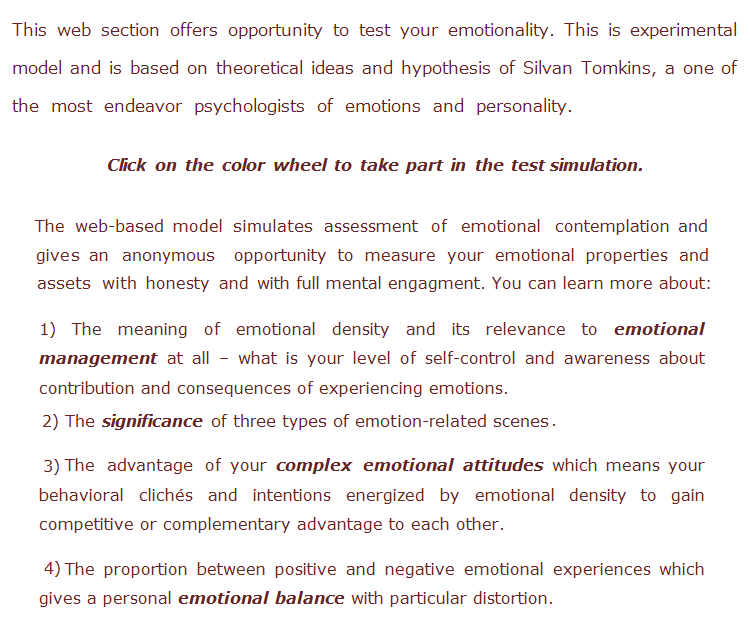 This web section offers opportunity to test your emotionality. This is experimental
model and is based on theoretical ideas and hypothesis of Silvan Tomkins, a one of
the most endeavor psychologists of emotions and personality.
Click on the color wheel to take part in the test simulation.
The web-based model simulates assessment of emotional contemplation and
gives an anonymous opportunity to measure your emotional properties and
assets with honesty and with full mental engagment. You can learn more about:
1) The meaning of emotional density and its relevance to emotional
management at all – what is your level of self-control and awareness about
contribution and consequences of experiencing emotions.
2) The significance of three types of emotion-related scenes.
3) The advantage of your complex emotional attitudes which means your
behavioral clichés and intentions energized by emotional density to gain
competitive or complementary advantage to each other.
4) The proportion between positive and negative emotional experiences which
gives a personal emotional balance with particular distortion.